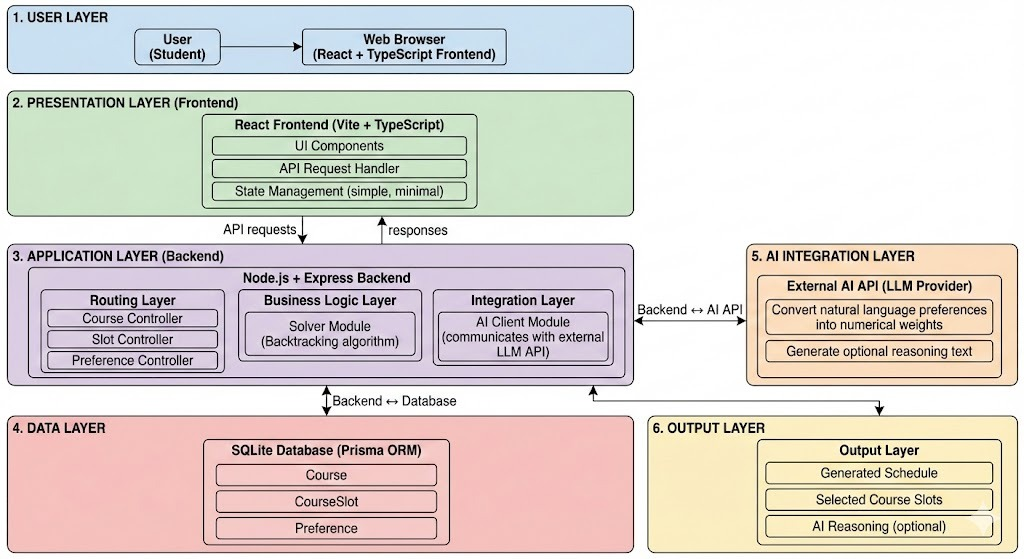 1. USER LAYER
User
(Student)
Web Browser
(React + TypeScript Frontend)
2. PRESENTATION LAYER (Frontend)
React Frontend (Vite + TypeScript)
UI Components
API Request Handler
State Management (simple, minimal)
API requests
responses
3. APPLICATION LAYER (Backend)
Node.js + Express Backend
Routing Layer
Course Controller
Slot Controller
Preference Controller
Business Logic Layer
Solver Module
(Backtracking algorithm)
Integration Layer
AI Client Module
(communicates with external
LLM API)
Backend ↔ AI API
5. AI INTEGRATION LAYER
External AI API (LLM Provider)
Convert natural language preferences
into numerical weights
Generate optional reasoning text
Backend ↔ Database
4. DATA LAYER
SQLite Database (Prisma ORM)
Course
CourseSlot
Preference
6. OUTPUT LAYER
Output Layer
Generated Schedule
Selected Course Slots
AI Reasoning (optional)